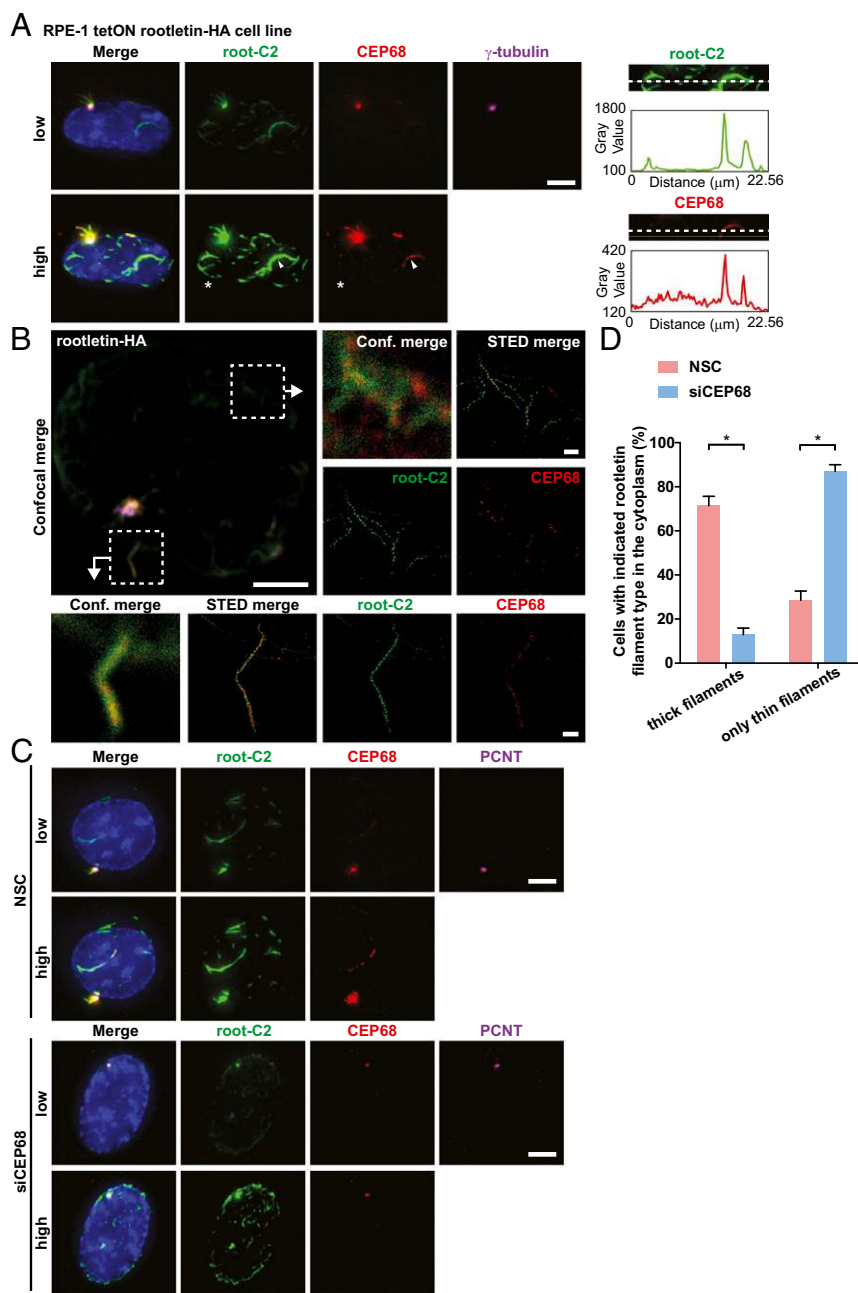 A RPE-1 tetON rootletin-HA cell line
Merge root-C2 CEP68 γ-tubulin
low
high
*
*
root-C2
1800
Gray
Value
100
0 Distance (μm) 22.56
CEP68
420
Gray
Value
120
0 Distance (μm) 22.56
B
Confocal merge
rootletin-HA
Conf. merge STED merge
root-C2 CEP68
Conf. merge STED merge root-C2 CEP68
D
NSC
siCEP68
Cells with indicated rootletin
filament type in the cytoplasm (%)
100
80
60
40
20
0
*
*
thick filaments
only thin filaments
C
Merge root-C2 CEP68 PCNT
NSC
low
high
Merge root-C2 CEP68 PCNT
siCEP68
low
high